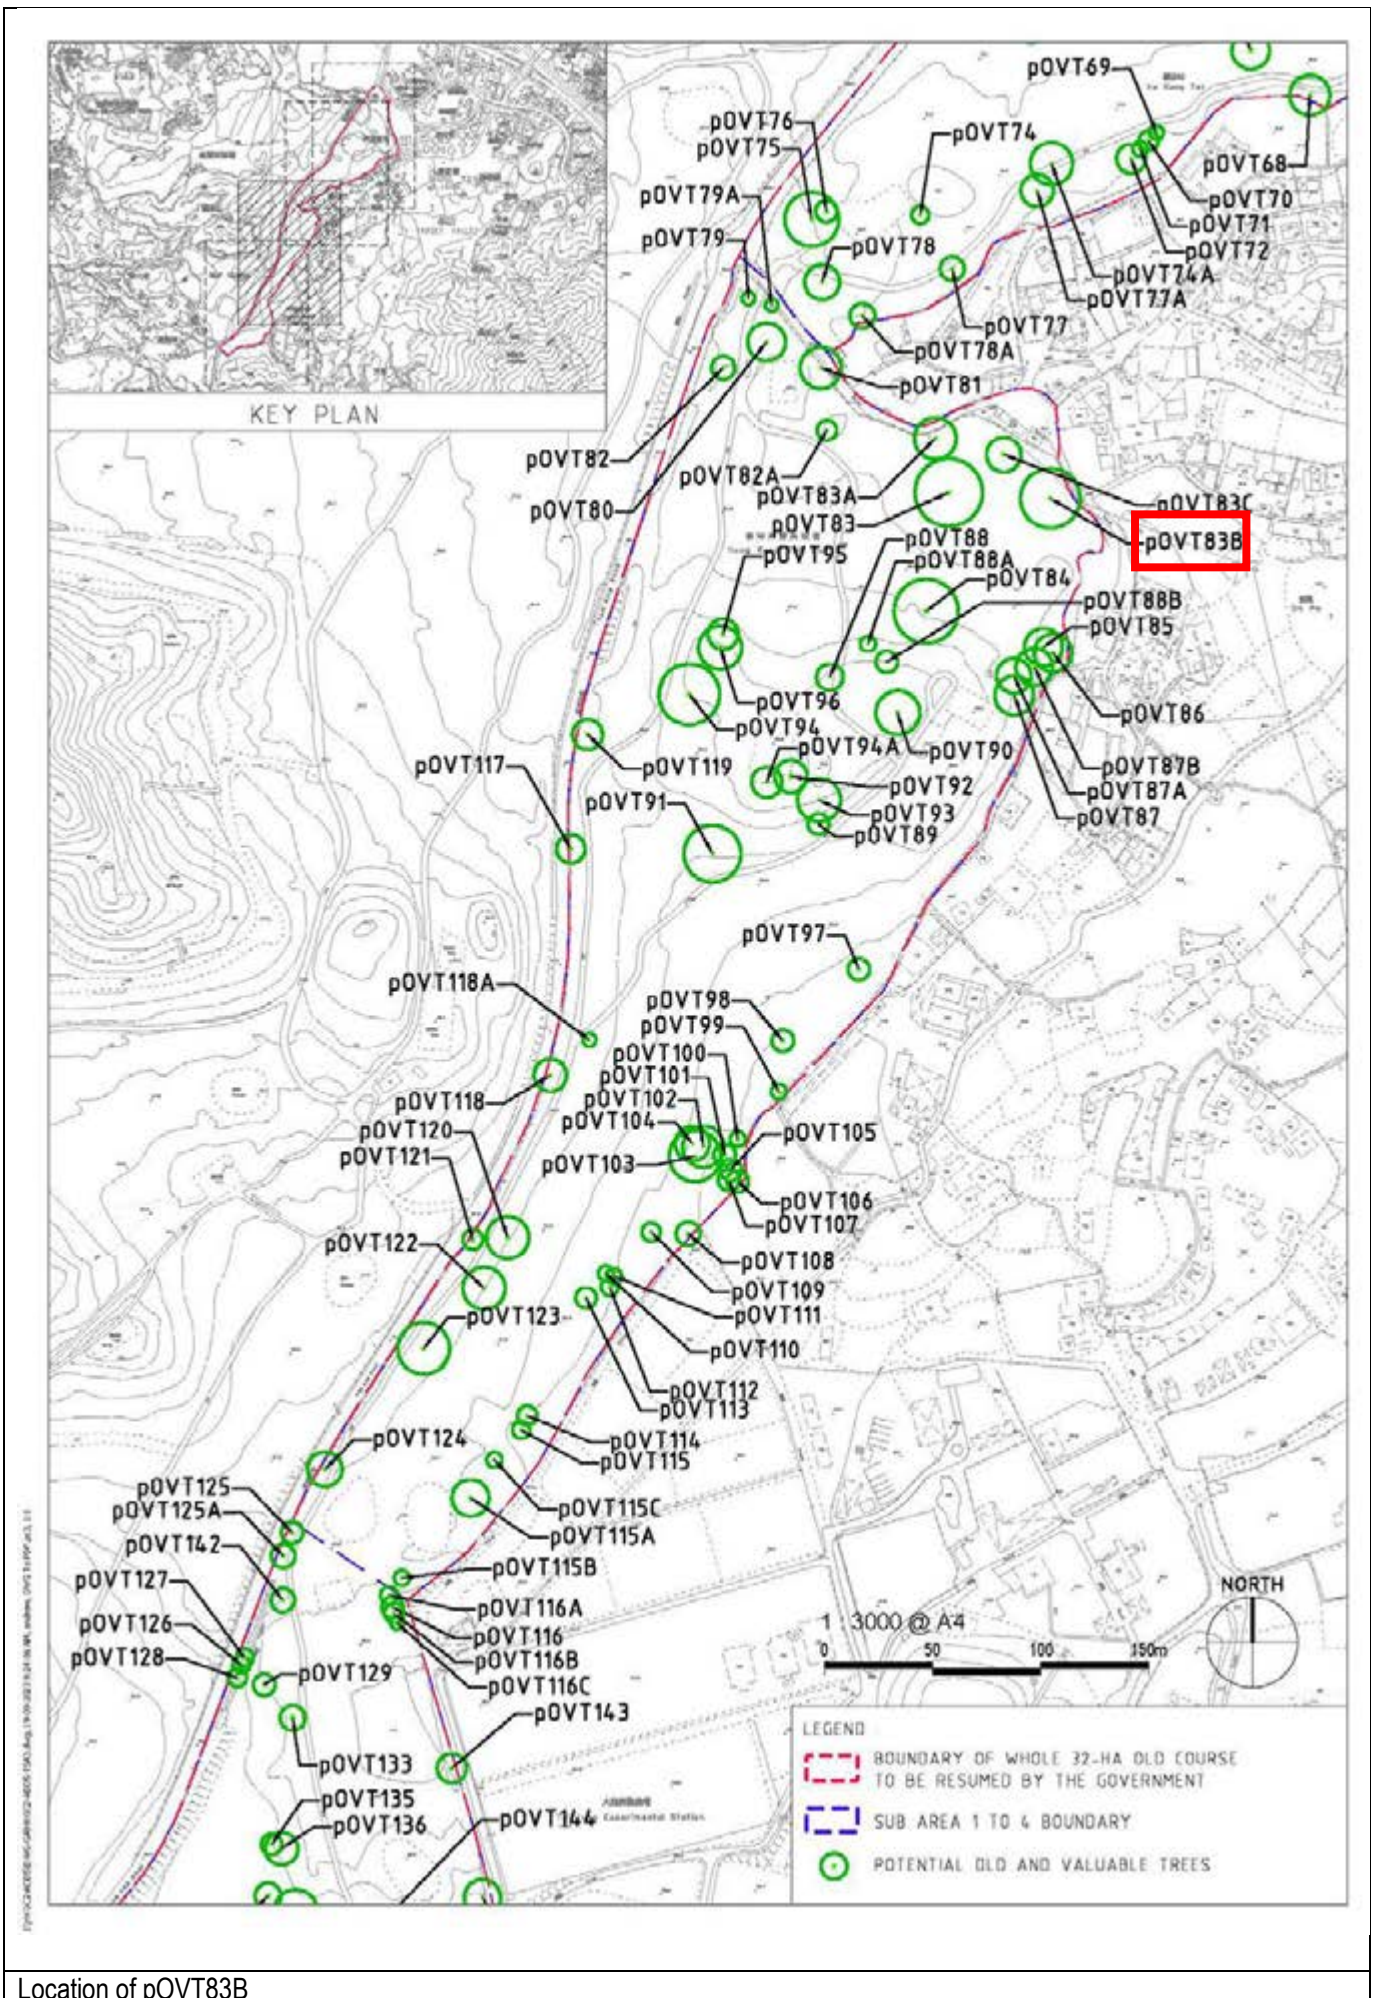 KEY PLAN
pOVT69
pOVT76
pOVT74
pOVT75
pOVT68
pOVT79A
pOVT70
pOVT71
pOVT79
pOVT78
pOVT72
pOVT74A
pOVT77A
pOVT77
pOVT78A
pOVT81
pOVT82
pOVT82A
pOVT83A
pOVT83C
pOVT80
pOVT83
pOVT88
pOVT83B
pOVT95
pOVT88A
pOVT84
pOVT88B
pOVT85
pOVT96
pOVT86
pOVT94
pOVT94A
pOVT90
pOVT117
pOVT119
pOVT87B
pOVT92
pOVT87A
pOVT91
pOVT93
pOVT87
pOVT89
pOVT97
pOVT118A
pOVT98
pOVT99
pOVT100
pOVT101
pOVT118
pOVT102
pOVT104
pOVT120
pOVT105
pOVT121
pOVT103
pOVT106
pOVT107
pOVT122
pOVT108
pOVT109
pOVT123
pOVT111
pOVT110
pOVT112
pOVT113
pOVT124
pOVT114
pOVT115
pOVT125
pOVT125A
pOVT115C
pOVT115A
pOVT142
pOVT115B
pOVT127
pOVT116A
pOVT126
pOVT116
pOVT128
pOVT129
pOVT116B
pOVT116C
pOVT143
pOVT133
pOVT135
pOVT136
pOVT144
Experimental Station
NORTH
1 : 3000 @ A4
0 50 100 150m
LEGEND
BOUNDARY OF WHOLE 32-HA OLD COURSE
TO BE RESUMED BY THE GOVERNMENT
SUB AREA 1 TO 4 BOUNDARY
POTENTIAL OLD AND VALUABLE TREES
Location of pOVT83B